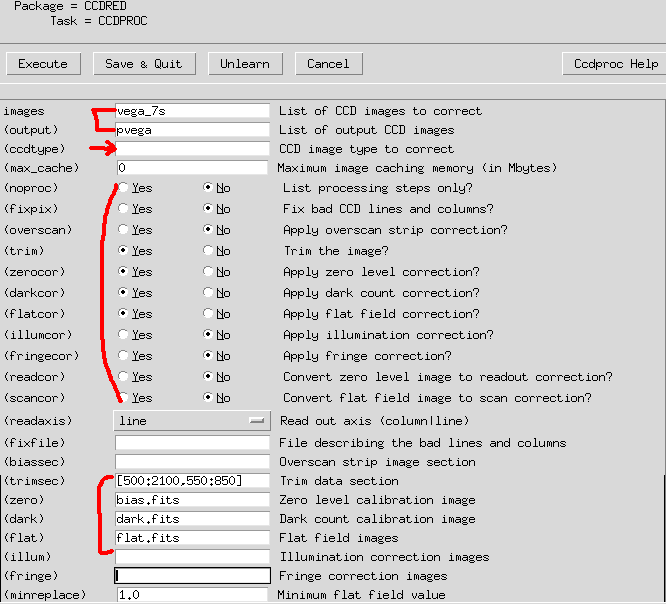 Package = CCDRED
Task = CCDPROC
Execute Save & Quit Unlearn Cancel Ccdproc Help
images vega_7s List of CCD images to correct
(output) pvega List of output CCD images
(ccdtype) CCD image type to correct
(max_cache) 0 Maximum image caching memory (in Mbytes)
(noproc) Yes No List processing steps only?
(fixpix) Yes No Fix bad CCD lines and columns?
(overscan) Yes No Apply overscan strip correction?
(trim) Yes No Trim the image?
(zerocor) Yes No Apply zero level correction?
(darkcor) Yes No Apply dark count correction?
(flatcor) Yes No Apply flat field correction?
(illumcor) Yes No Apply illumination correction?
(fringecor) Yes No Apply fringe correction?
(readcor) Yes No Convert zero level image to readout correction?
(scancor) Yes No Convert flat field image to scan correction?
(readaxis) line Read out axis (column|line)
(fixfile) File describing the bad lines and columns
(biassec) Overscan strip image section
(trimsec) [500:2100,550:850] Trim data section
(zero) bias.fits Zero level calibration image
(dark) dark.fits Dark count calibration image
(flat) flat.fits Flat field images
(illum) Illumination correction images
(fringe) Fringe correction images
(minreplace) 1.0 Minimum flat field value